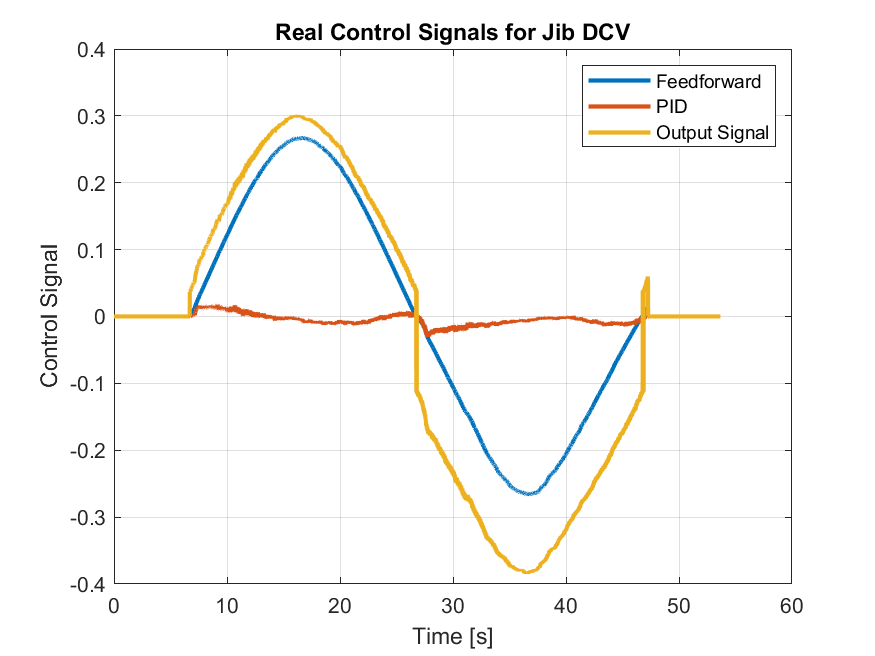 Real Control Signals for Jib DCV
0.4
0.3
0.2
0.1
0
-0.1
-0.2
-0.3
-0.4
Control Signal
Feedforward
PID
Output Signal
0 10 20 30 40 50 60
Time [s]